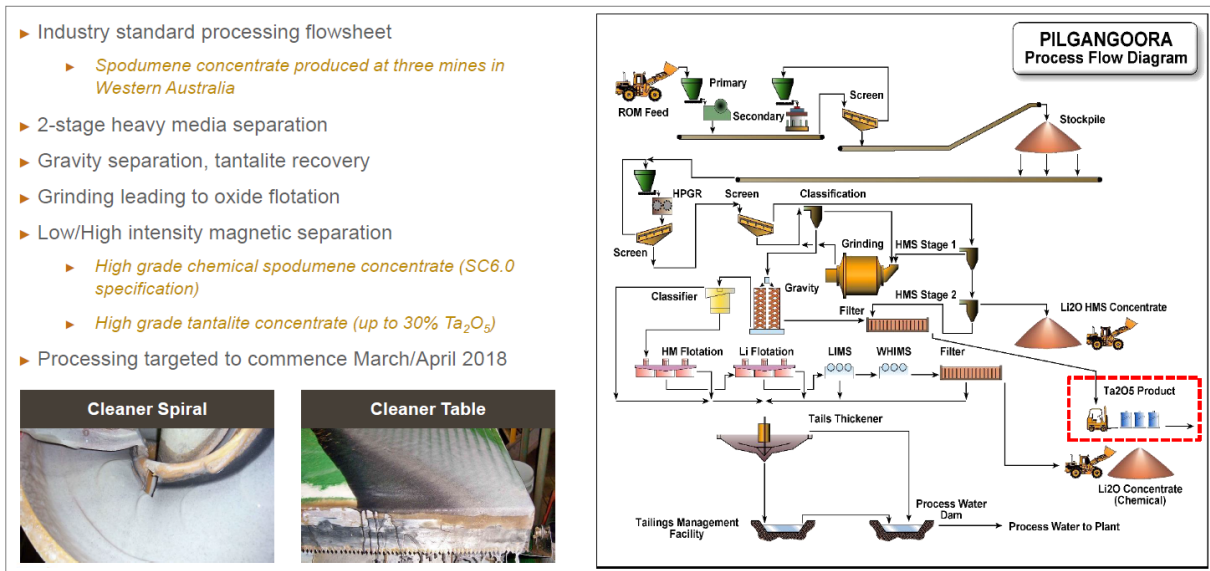 ► Industry standard processing flowsheet
► Spodumene concentrate produced at three mines in
Western Australia
► 2-stage heavy media separation
► Gravity separation, tantalite recovery
► Grinding leading to oxide flotation
► Low/High intensity magnetic separation
► High grade chemical spodumene concentrate (SC6.0
specification)
► High grade tantalite concentrate (up to 30% Ta₂O₅)
► Processing targeted to commence March/April 2018
Cleaner Spiral
Cleaner Table
PILGANGOORA
Process Flow Diagram
ROM Feed
Primary
Secondary
Screen
Stockpile
HPGR
Screen
Screen
Classification
Grinding
HMS Stage 1
Classifier
Gravity
HMS Stage 2
Filter
Li2O HMS Concentrate
HM Flotation
Li Flotation
LIMS
WHIMS
Filter
Ta2O5 Product
Tails Thickener
Li2O Concentrate
(Chemical)
Tailings Management
Facility
Process Water
Dam
Process Water to Plant